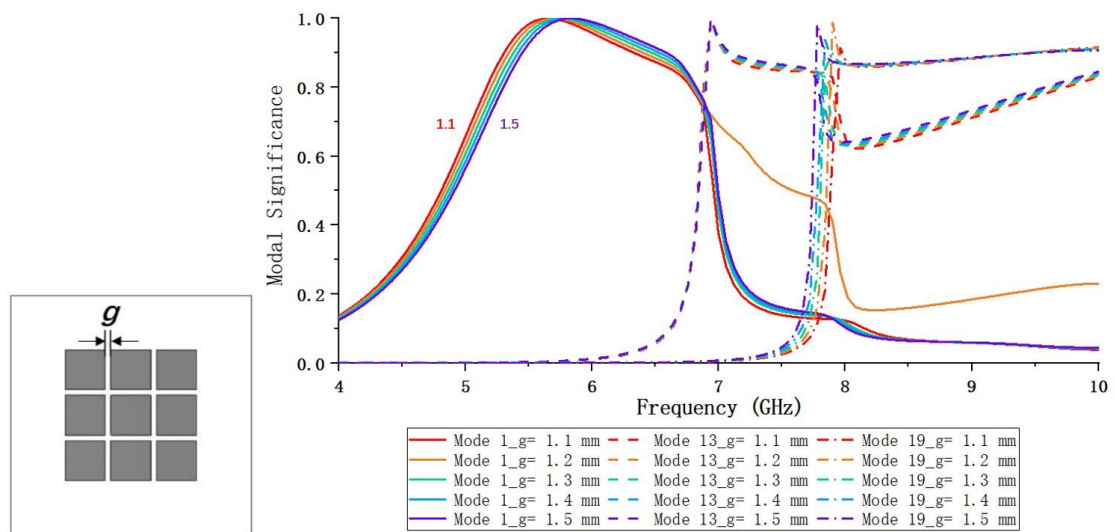 g
1.0
0.8
0.6
0.4
0.2
0.0
Modal Significance
1.1
1.5
4 5 6 7 8 9 10
Frequency (GHz)
Mode 1_g= 1.1 mm Mode 13_g= 1.1 mm Mode 19_g= 1.1 mm
Mode 1_g= 1.2 mm Mode 13_g= 1.2 mm Mode 19_g= 1.2 mm
Mode 1_g= 1.3 mm Mode 13_g= 1.3 mm Mode 19_g= 1.3 mm
Mode 1_g= 1.4 mm Mode 13_g= 1.4 mm Mode 19_g= 1.4 mm
Mode 1_g= 1.5 mm Mode 13_g= 1.5 mm Mode 19_g= 1.5 mm